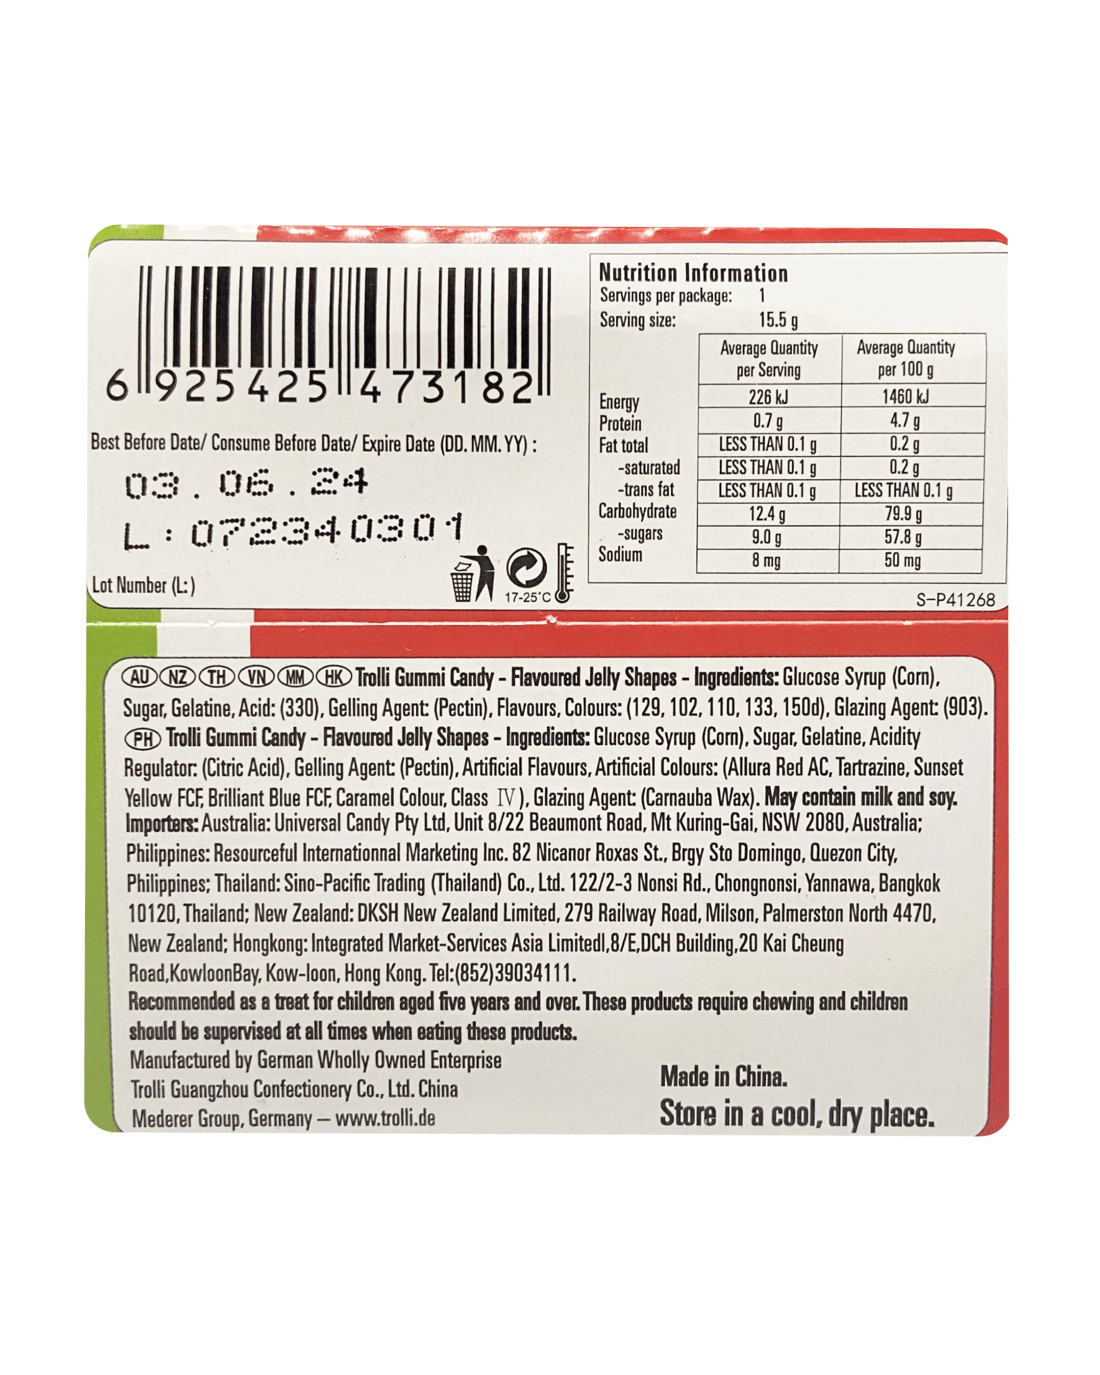 6 925425 473182
Best Before Date/ Consume Before Date/ Expire Date (DD. MM. YY) :
03. 06. 24
L: 072340301
Lot Number (L:)
17-25°C
Nutrition Information
Servings per package: 1
Serving size: 15.5 g
Average Quantity per Serving Average Quantity per 100 g
Energy 226 kJ 1460 kJ
Protein 0.7 g 4.7 g
Fat total LESS THAN 0.1 g 0.2 g
-saturated LESS THAN 0.1 g 0.2 g
-trans fat LESS THAN 0.1 g LESS THAN 0.1 g
Carbohydrate 12.4 g 79.9 g
-sugars 9.0 g 57.8 g
Sodium 8 mg 50 mg
S-P41268
AU NZ TH VN MM HK Trolli Gummi Candy - Flavoured Jelly Shapes - Ingredients: Glucose Syrup (Corn),
Sugar, Gelatine, Acid: (330), Gelling Agent: (Pectin), Flavours, Colours: (129, 102, 110, 133, 150d), Glazing Agent: (903).
PH Trolli Gummi Candy - Flavoured Jelly Shapes - Ingredients: Glucose Syrup (Corn), Sugar, Gelatine, Acidity
Regulator: (Citric Acid), Gelling Agent: (Pectin), Artificial Flavours, Artificial Colours: (Allura Red AC, Tartrazine, Sunset
Yellow FCF, Brilliant Blue FCF, Caramel Colour, Class IV), Glazing Agent: (Carnauba Wax). May contain milk and soy.
Importers: Australia: Universal Candy Pty Ltd, Unit 8/22 Beaumont Road, Mt Kuring-Gai, NSW 2080, Australia;
Philippines: Resourceful Internationnal Marketing Inc. 82 Nicanor Roxas St., Brgy Sto Domingo, Quezon City,
Philippines; Thailand: Sino-Pacific Trading (Thailand) Co., Ltd. 122/2-3 Nonsi Rd., Chongnonsi, Yannawa, Bangkok
10120, Thailand; New Zealand: DKSH New Zealand Limited, 279 Railway Road, Milson, Palmerston North 4470,
New Zealand; Hongkong: Integrated Market-Services Asia Limitedl,8/E,DCH Building,20 Kai Cheung
Road,KowloonBay, Kow-loon, Hong Kong. Tel:(852)39034111.
Recommended as a treat for children aged five years and over. These products require chewing and children
should be supervised at all times when eating these products.
Manufactured by German Wholly Owned Enterprise
Trolli Guangzhou Confectionery Co., Ltd. China
Mederer Group, Germany — www.trolli.de
Made in China.
Store in a cool, dry place.